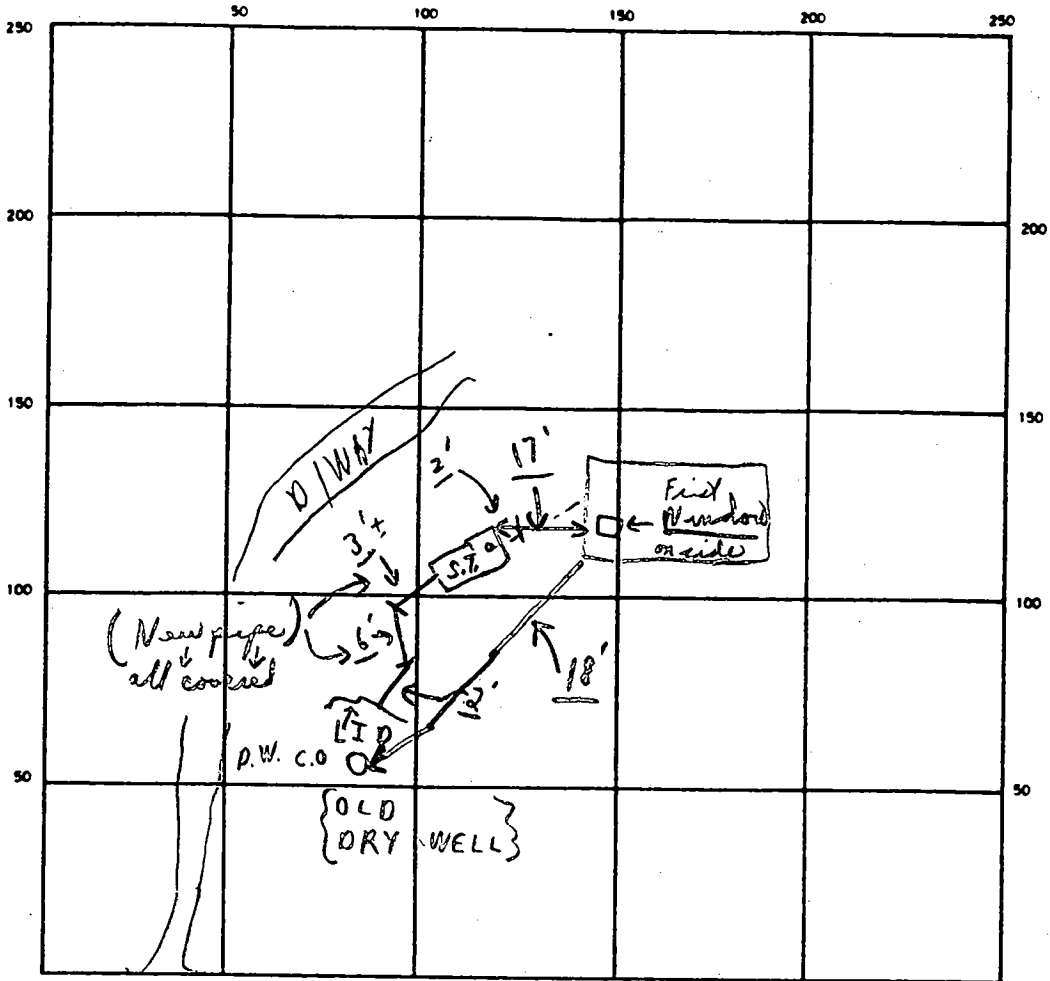 50 100 150 200 250
250
200 200
150 150
D/WAY
2' 17'
First
Window
on side
3'±
S.T.
100 100
(New pipe)
all covered
6'
12'
18'
LID
D.W. C.O
50 50
{OLD
DRY WELL}